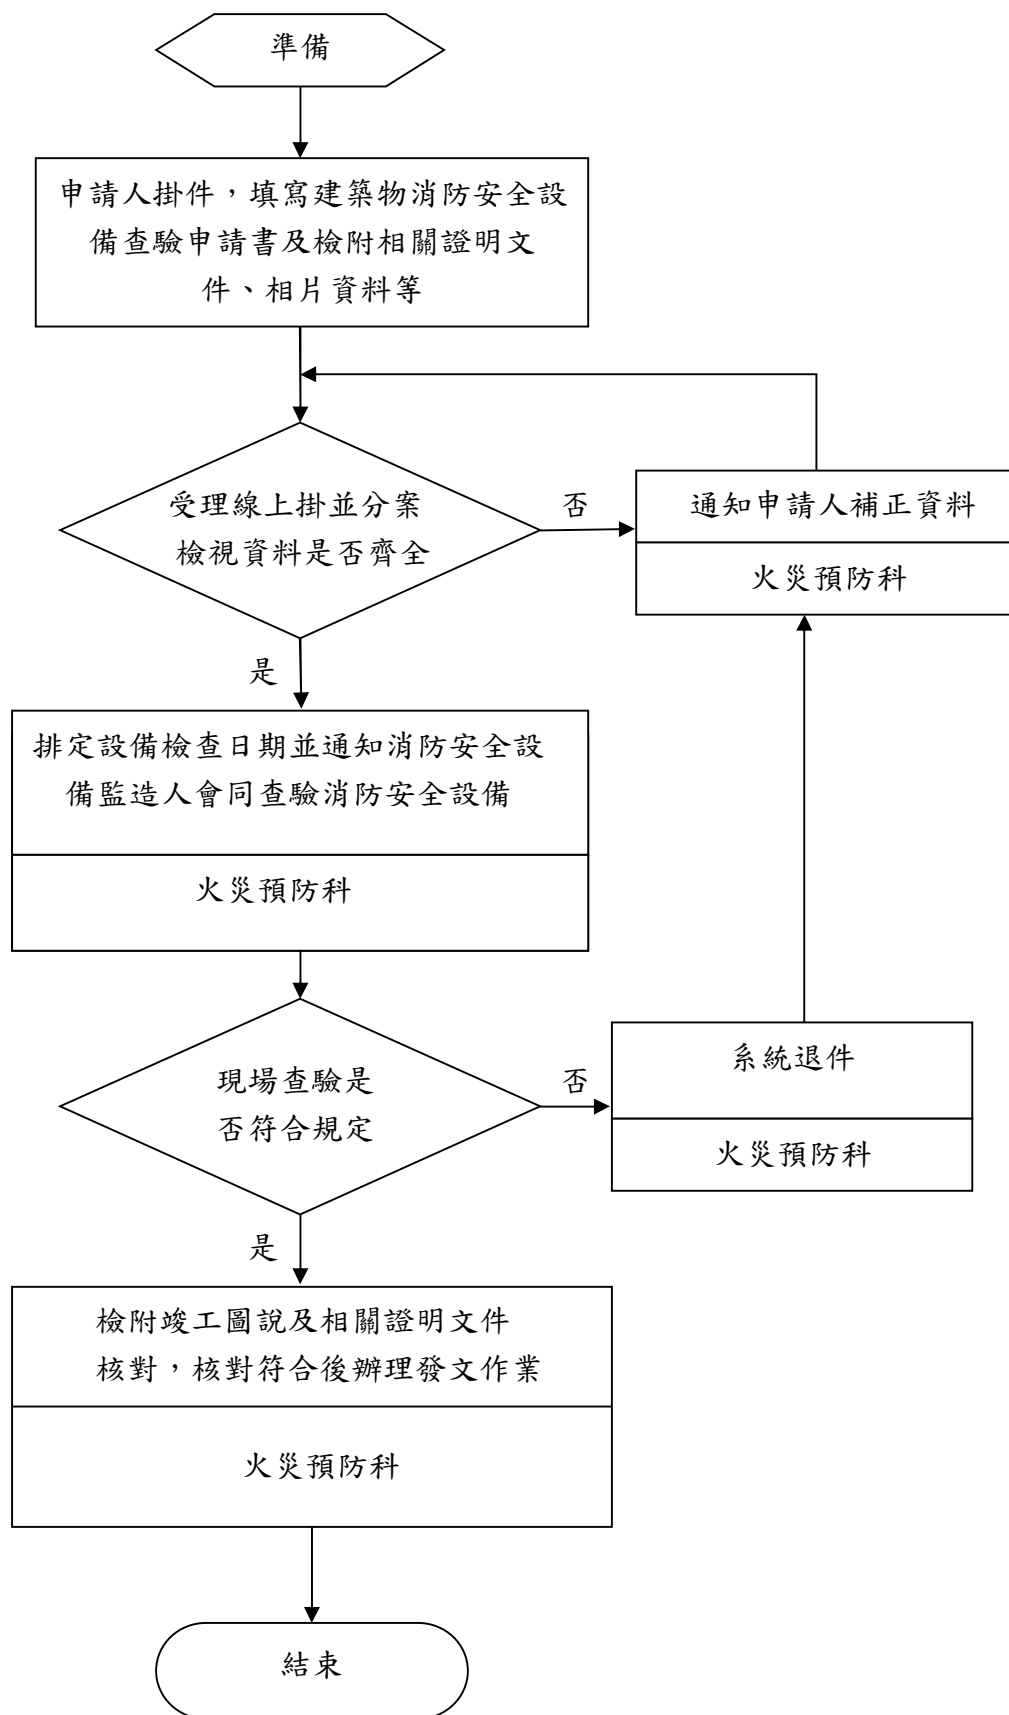 準備
申請人掛件，填寫建築物消防安全設
備查驗申請書及檢附相關證明文
件、相片資料等
受理線上掛並分案
檢視資料是否齊全
否
通知申請人補正資料
火災預防科
是
排定設備檢查日期並通知消防安全設
備監造人會同查驗消防安全設備
火災預防科
現場查驗是
否符合規定
否
系統退件
火災預防科
是
檢附竣工圖說及相關證明文件
核對，核對符合後辦理發文作業
火災預防科
結束